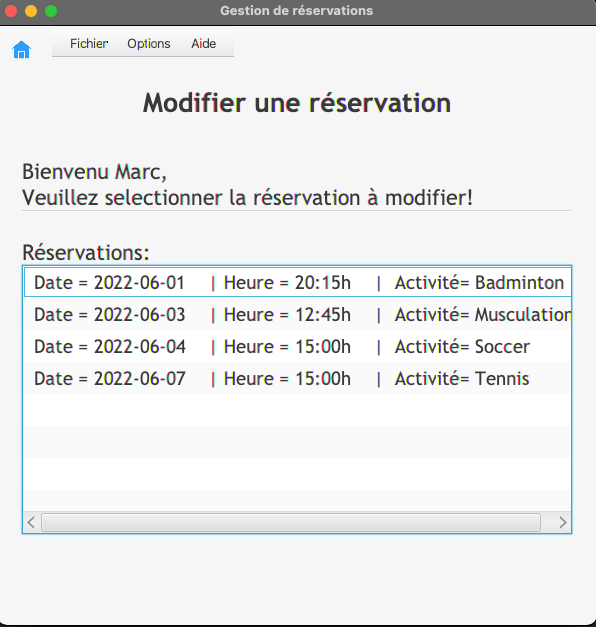 Gestion de réservations
Fichier Options Aide
Modifier une réservation
Bienvenu Marc,
Veuillez selectionner la réservation à modifier!
Réservations:
Date = 2022-06-01 | Heure = 20:15h | Activité= Badminton
Date = 2022-06-03 | Heure = 12:45h | Activité= Musculation
Date = 2022-06-04 | Heure = 15:00h | Activité= Soccer
Date = 2022-06-07 | Heure = 15:00h | Activité= Tennis